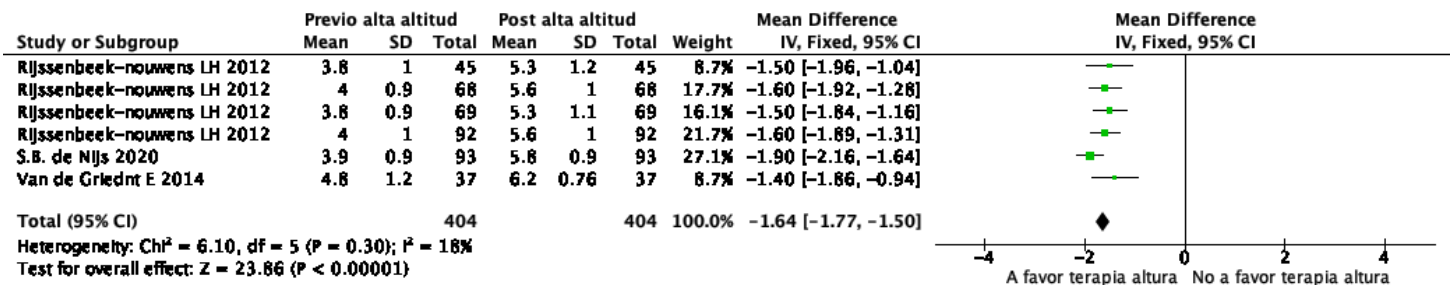 Previo alta altitud Post alta altitud Mean Difference Mean Difference
Study or Subgroup Mean SD Total Mean SD Total Weight IV, Fixed, 95% CI IV, Fixed, 95% CI
Rijssenbeek-nouwens LH 2012 3.8 1 45 5.3 1.2 45 8.7% -1.50 [-1.96, -1.04]
Rijssenbeek-nouwens LH 2012 4 0.9 68 5.6 1 68 17.7% -1.60 [-1.92, -1.28]
Rijssenbeek-nouwens LH 2012 3.8 0.9 69 5.3 1.1 69 16.1% -1.50 [-1.84, -1.16]
Rijssenbeek-nouwens LH 2012 4 1 92 5.6 1 92 21.7% -1.60 [-1.89, -1.31]
S.B. de Nijs 2020 3.9 0.9 93 5.8 0.9 93 27.1% -1.90 [-2.16, -1.64]
Van de Griednt E 2014 4.8 1.2 37 6.2 0.76 37 8.7% -1.40 [-1.86, -0.94]
Total (95% CI) 404 404 100.0% -1.64 [-1.77, -1.50]
Heterogeneity: Chi² = 6.10, df = 5 (P = 0.30); I² = 18%
Test for overall effect: Z = 23.86 (P < 0.00001)
-4 -2 0 2 4
A favor terapia altura No a favor terapia altura